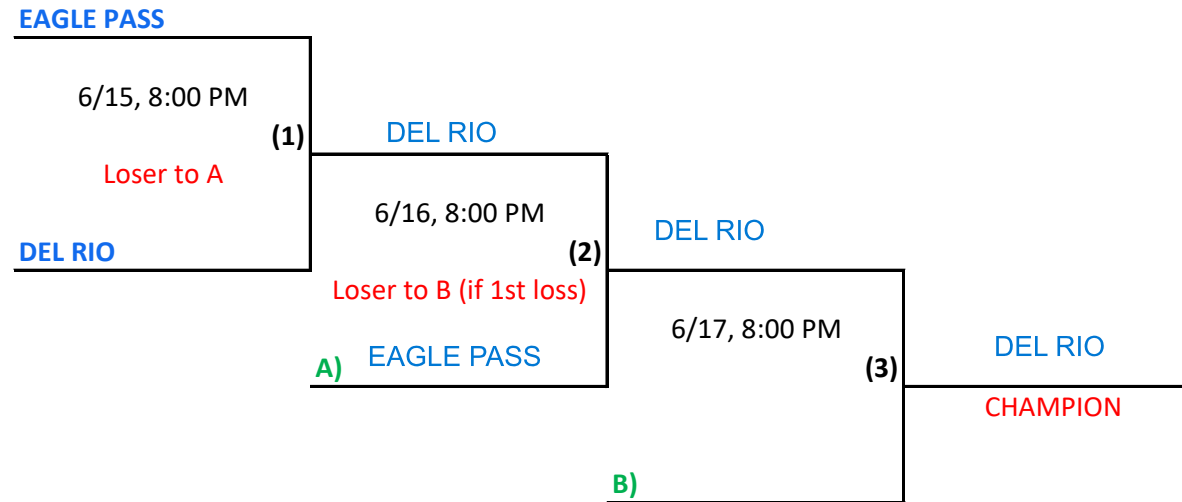 EAGLE PASS
6/15, 8:00 PM
(1)
DEL RIO
Loser to A
6/16, 8:00 PM
DEL RIO
(2)
DEL RIO
Loser to B (if 1st loss)
6/17, 8:00 PM
A) EAGLE PASS
(3)
DEL RIO
CHAMPION
B)